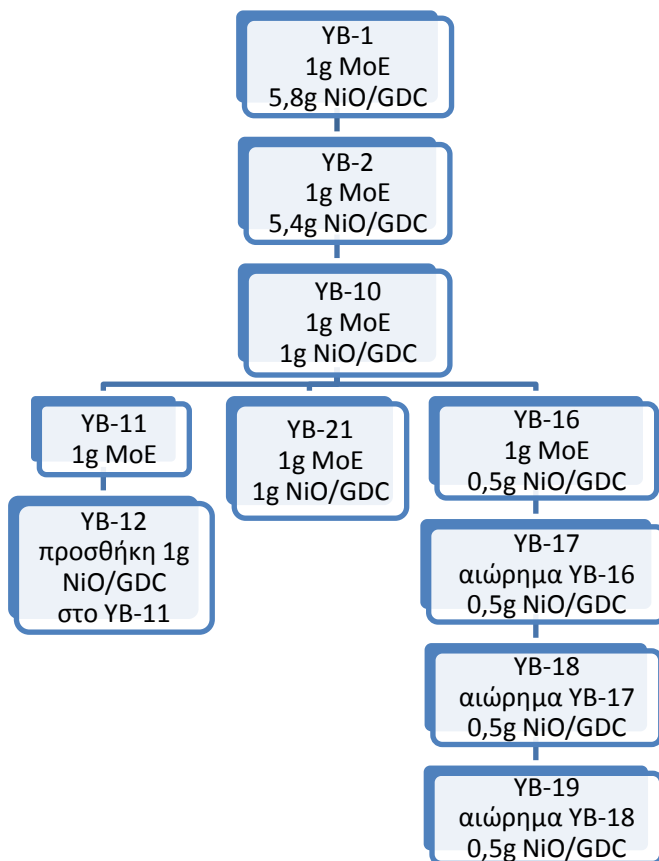 YB-1
1g MoE
5,8g NiO/GDC
YB-2
1g MoE
5,4g NiO/GDC
YB-10
1g MoE
1g NiO/GDC
YB-11
1g MoE
YB-12
προσθήκη 1g
NiO/GDC
στο YB-11
YB-21
1g MoE
1g NiO/GDC
YB-16
1g MoE
0,5g NiO/GDC
YB-17
αιώρημα YB-16
0,5g NiO/GDC
YB-18
αιώρημα YB-17
0,5g NiO/GDC
YB-19
αιώρημα YB-18
0,5g NiO/GDC